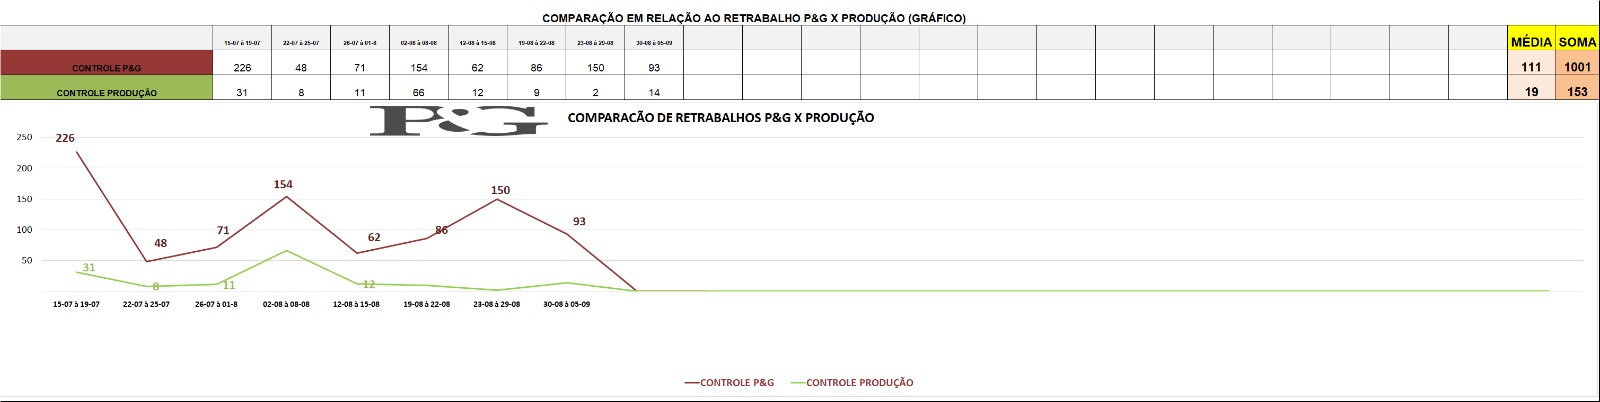 COMPARAÇÃO EM RELAÇÃO AO RETRABALHO P&G X PRODUÇÃO (GRÁFICO)
15-07 à 19-07 22-07 à 25-07 26-07 à 01-8 02-08 à 08-08 12-08 à 15-08 19-08 à 22-08 23-08 à 29-08 30-08 à 05-09 MÉDIA SOMA
CONTROLE P&G 226 48 71 154 62 86 150 93 111 1001
CONTROLE PRODUÇÃO 31 8 11 66 12 9 2 14 19 153
P&G COMPARACÃO DE RETRABALHOS P&G X PRODUÇÃO
250
226
200
154
150
150
100
93
86
71
62
48
50
31
8
11
12
15-07 à 19-07 22-07 à 25-07 26-07 à 01-8 02-08 à 08-08 12-08 à 15-08 19-08 à 22-08 23-08 à 29-08 30-08 à 05-09
CONTROLE P&G CONTROLE PRODUÇÃO